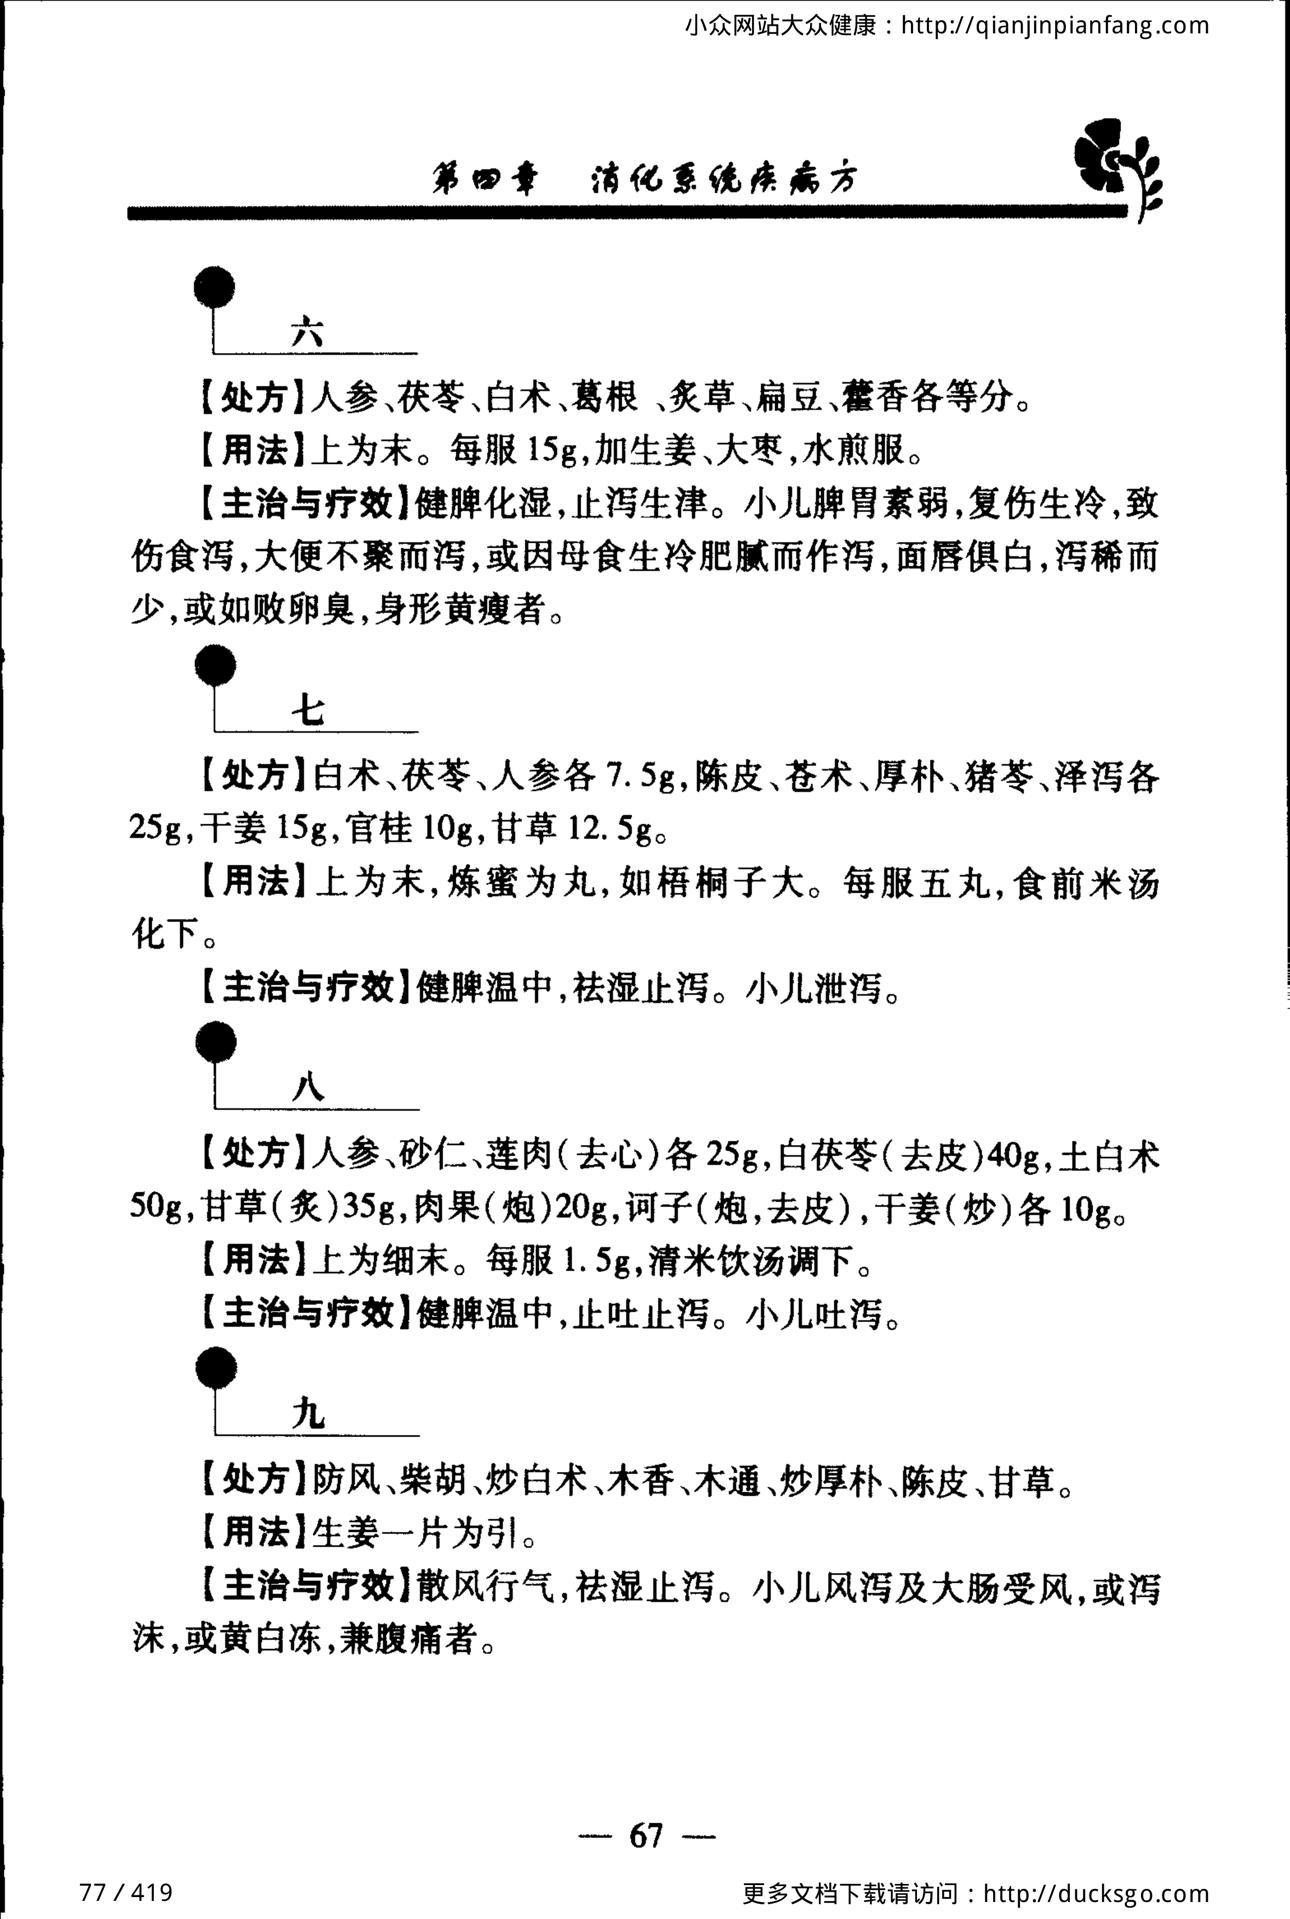 小众网站大众健康：http://qianjinpianfang.com
第四章 消化系统疾病方
六
【处方】人参、茯苓、白术、葛根 、炙草、扁豆、藿香各等分。
【用法】上为末。每服15g,加生姜、大枣,水煎服。
【主治与疗效】健脾化湿,止泻生津。小儿脾胃素弱,复伤生冷,致
伤食泻,大便不聚而泻,或因母食生冷肥腻而作泻,面唇俱白,泻稀而
少,或如败卵臭,身形黄瘦者。
七
【处方】白术、茯苓、人参各7.5g,陈皮、苍术、厚朴、猪苓、泽泻各
25g,干姜15g,官桂10g,甘草12.5g。
【用法】上为末,炼蜜为丸,如梧桐子大。每服五丸,食前米汤
化下。
【主治与疗效】健脾温中,祛湿止泻。小儿泄泻。
八
【处方】人参、砂仁、莲肉(去心)各25g,白茯苓(去皮)40g,土白术
50g,甘草(炙)35g,肉果(炮)20g,诃子(炮,去皮),干姜(炒)各10g。
【用法】上为细末。每服1.5g,清米饮汤调下。
【主治与疗效】健脾温中,止吐止泻。小儿吐泻。
九
【处方】防风、柴胡、炒白术、木香、木通、炒厚朴、陈皮、甘草。
【用法】生姜一片为引。
【主治与疗效】散风行气,祛湿止泻。小儿风泻及大肠受风,或泻
沫,或黄白冻,兼腹痛者。
— 67 —
77 / 419
更多文档下载请访问：http://ducksgo.com